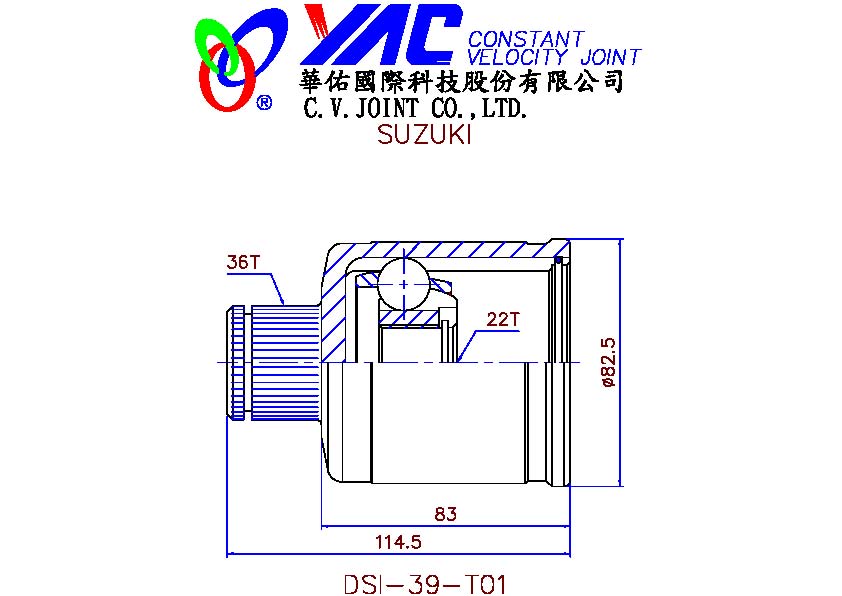 YAC CONSTANT
VELOCITY JOINT
®
華佑國際科技股份有限公司
C.V.JOINT CO.,LTD.
SUZUKI
36T
22T
ø82.5
83
114.5
DSI-39-T01